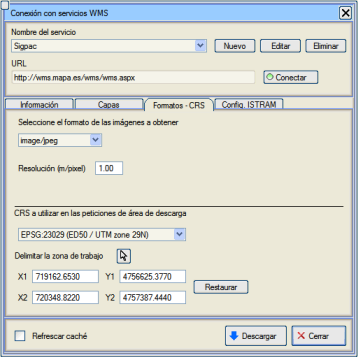 Conexión con servicios WMS
Nombre del servicio
Sigpac Nuevo Editar Eliminar
URL
http://wms.mapa.es/wms/wms.aspx Conectar
Información Capas Formatos - CRS Config. ISTRAM
Seleccione el formato de las imágenes a obtener
image/jpeg
Resolución (m/pixel) 1.00
CRS a utilizar en las peticiones de área de descarga
EPSG:23029 (ED50 / UTM zone 29N)
Delimitar la zona de trabajo
X1 719162.6530 Y1 4756625.3770
Restaurar
X2 720348.8220 Y2 4757387.4440
Refrescar caché Descargar Cerrar